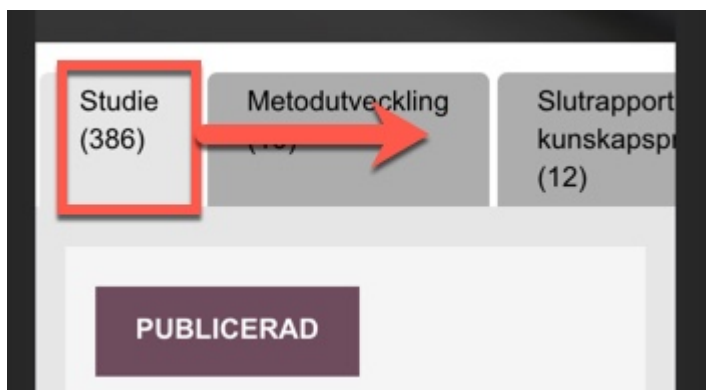 Studie
(386)
Metodutveckling
Slutrapport
kunskapspr
(12)
PUBLICERAD